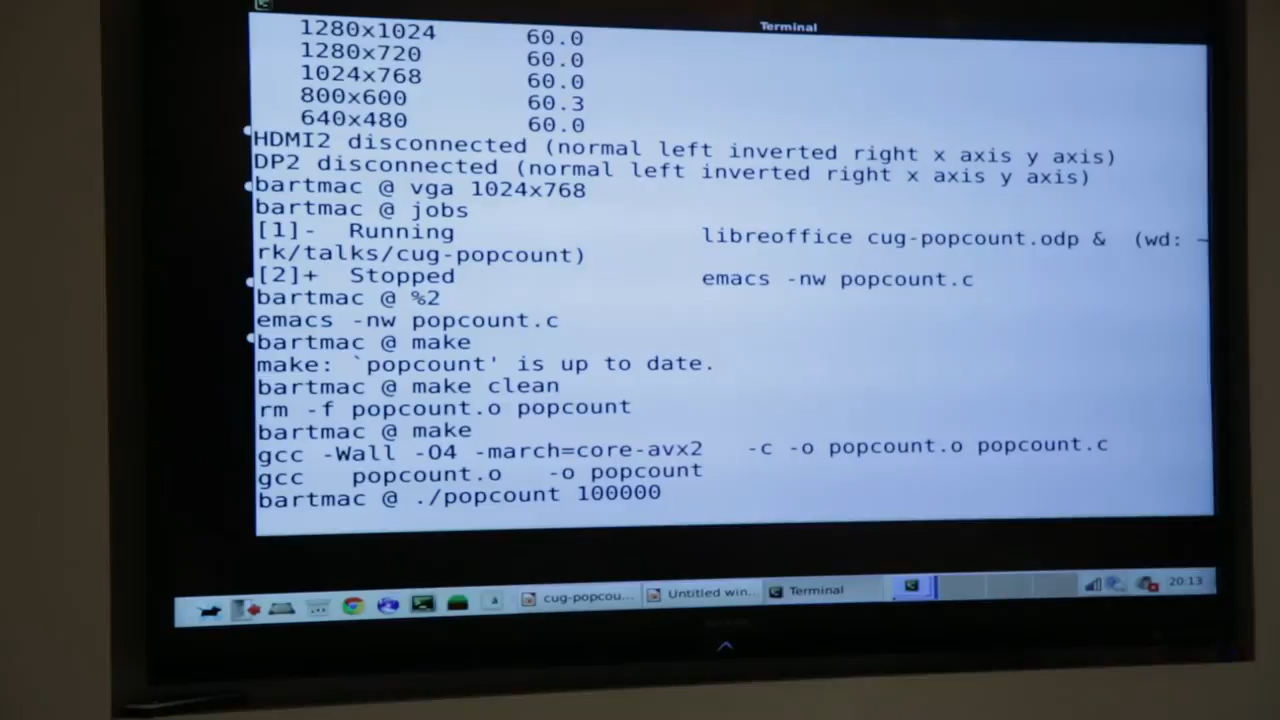 Terminal
1280x1024 60.0
1280x720 60.0
1024x768 60.0
800x600 60.3
640x480 60.0
HDMI2 disconnected (normal left inverted right x axis y axis)
DP2 disconnected (normal left inverted right x axis y axis)
bartmac @ vga 1024x768
bartmac @ jobs
[1]- Running libreoffice cug-popcount.odp & (wd: ~
rk/talks/cug-popcount)
[2]+ Stopped emacs -nw popcount.c
bartmac @ %2
emacs -nw popcount.c
bartmac @ make
make: `popcount' is up to date.
bartmac @ make clean
rm -f popcount.o popcount
bartmac @ make
gcc -Wall -O4 -march=core-avx2 -c -o popcount.o popcount.c
gcc popcount.o -o popcount
bartmac @ ./popcount 100000
a cug-popcou... Untitled win... Terminal 20:13